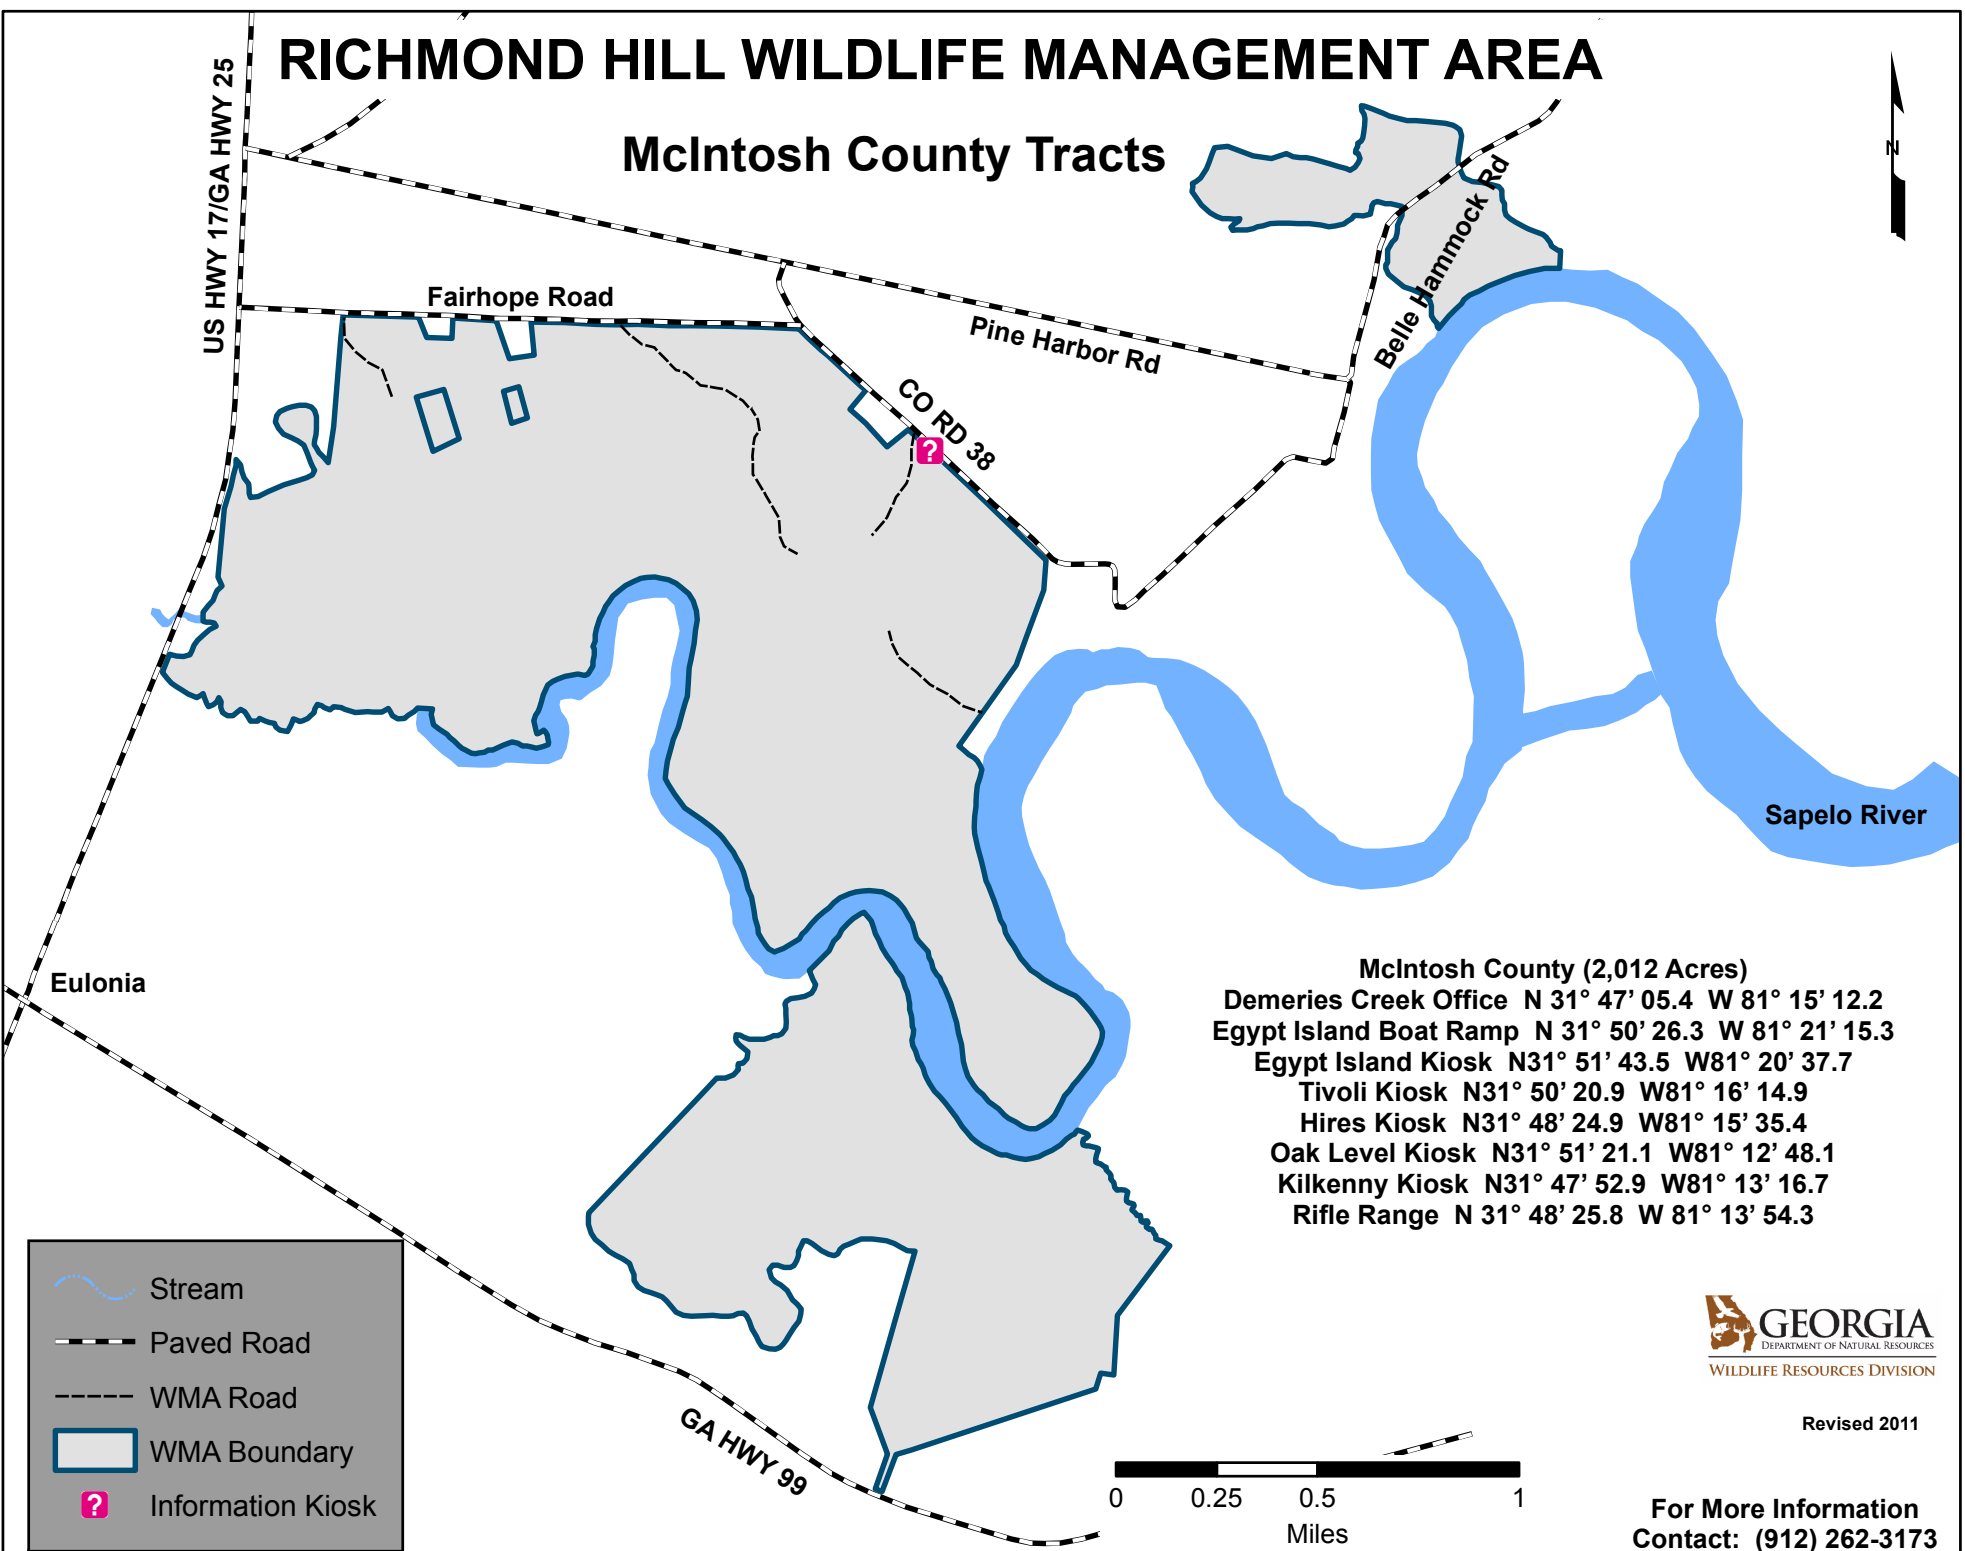 RICHMOND HILL WILDLIFE MANAGEMENT AREA
McIntosh County Tracts
N
US HWY 17/GA HWY 25
Fairhope Road
Pine Harbor Rd
Belle Hammock Rd
CO RD 38
?
Sapelo River
Eulonia
McIntosh County (2,012 Acres)
Demeries Creek Office N 31° 47’ 05.4 W 81° 15’ 12.2
Egypt Island Boat Ramp N 31° 50’ 26.3 W 81° 21’ 15.3
Egypt Island Kiosk N31° 51’ 43.5 W81° 20’ 37.7
Tivoli Kiosk N31° 50’ 20.9 W81° 16’ 14.9
Hires Kiosk N31° 48’ 24.9 W81° 15’ 35.4
Oak Level Kiosk N31° 51’ 21.1 W81° 12’ 48.1
Kilkenny Kiosk N31° 47’ 52.9 W81° 13’ 16.7
Rifle Range N 31° 48’ 25.8 W 81° 13’ 54.3
Stream
Paved Road
WMA Road
WMA Boundary
? Information Kiosk
GA HWY 99
GEORGIA
DEPARTMENT OF NATURAL RESOURCES
WILDLIFE RESOURCES DIVISION
Revised 2011
0 0.25 0.5 1
Miles
For More Information
Contact: (912) 262-3173